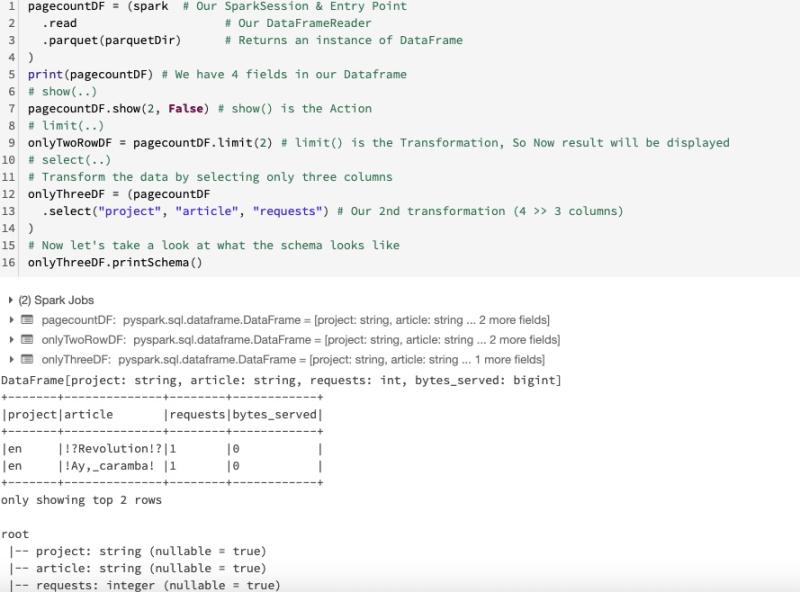 1 pagecountDF = (spark # Our SparkSession & Entry Point
2 .read # Our DataFrameReader
3 .parquet(parquetDir) # Returns an instance of DataFrame
4 )
5 print(pagecountDF) # We have 4 fields in our Dataframe
6 # show(..)
7 pagecountDF.show(2, False) # show() is the Action
8 # limit(..)
9 onlyTwoRowDF = pagecountDF.limit(2) # limit() is the Transformation, So Now result will be displayed
10 # select(..)
11 # Transform the data by selecting only three columns
12 onlyThreeDF = (pagecountDF
13 .select("project", "article", "requests") # Our 2nd transformation (4 >> 3 columns)
14 )
15 # Now let's take a look at what the schema looks like
16 onlyThreeDF.printSchema()
(2) Spark Jobs
pagecountDF: pyspark.sql.dataframe.DataFrame = [project: string, article: string ... 2 more fields]
onlyTwoRowDF: pyspark.sql.dataframe.DataFrame = [project: string, article: string ... 2 more fields]
onlyThreeDF: pyspark.sql.dataframe.DataFrame = [project: string, article: string ... 1 more fields]
DataFrame[project: string, article: string, requests: int, bytes_served: bigint]
+-------+--------------+--------+------------+
|project|article       |requests|bytes_served|
+-------+--------------+--------+------------+
|en     |!?Revolution!?|1       |0           |
|en     |!Ay,_caramba! |1       |0           |
+-------+--------------+--------+------------+
only showing top 2 rows
root
|-- project: string (nullable = true)
|-- article: string (nullable = true)
|-- requests: integer (nullable = true)